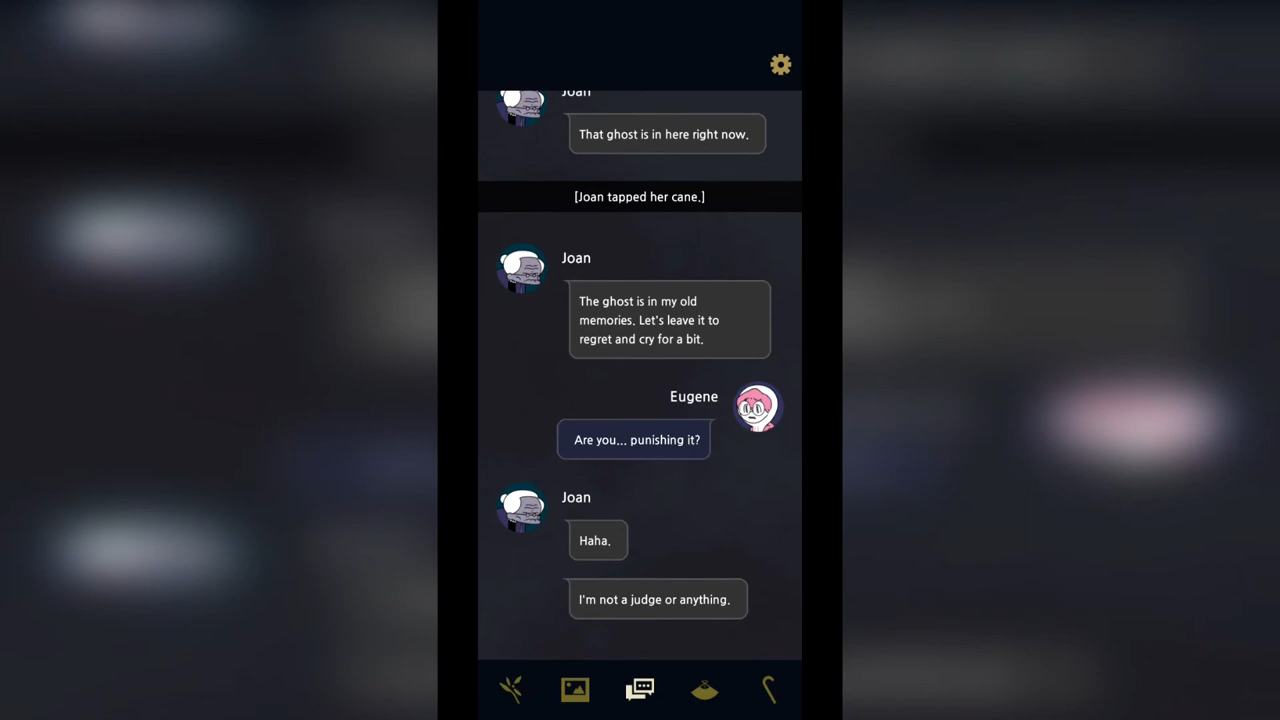 Joan
That ghost is in here right now.
[Joan tapped her cane.]
Joan
The ghost is in my old
memories. Let's leave it to
regret and cry for a bit.
Eugene
Are you... punishing it?
Joan
Haha.
I'm not a judge or anything.